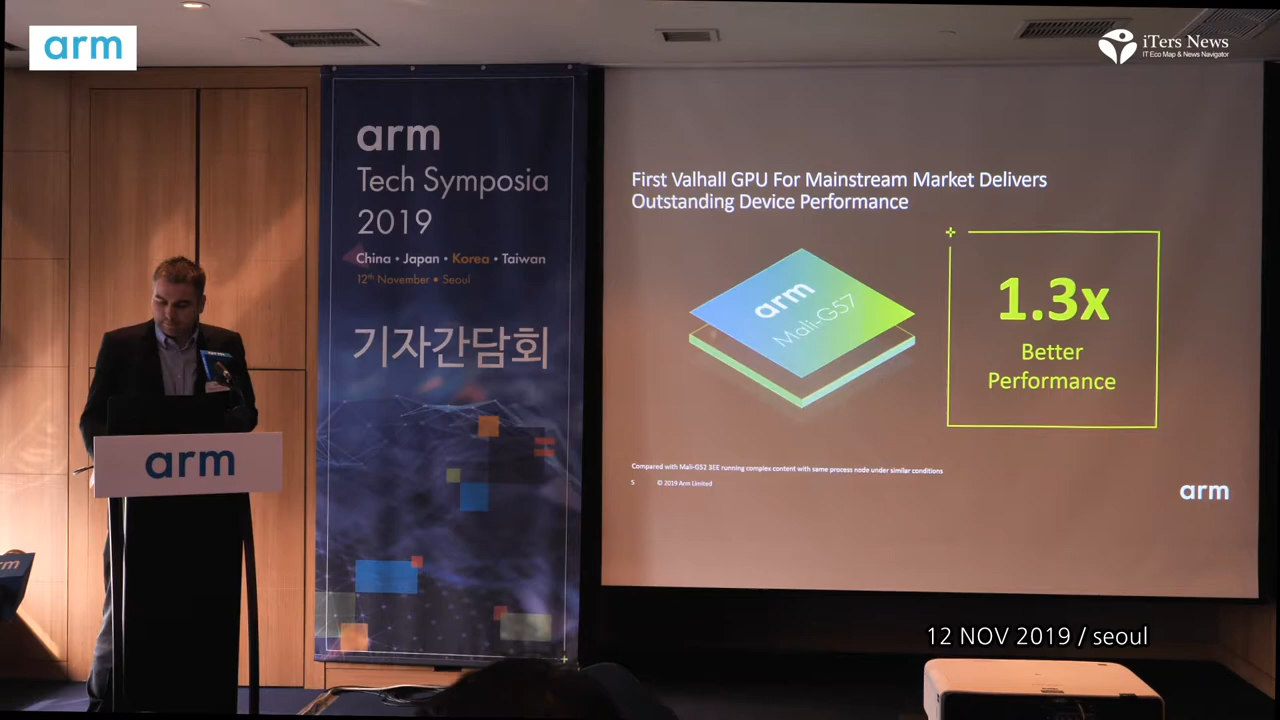 arm
iTers News
IT Eco Map & News Navigator
arm
Tech Symposia
2019
China • Japan • Korea • Taiwan
12th November • Seoul
기자간담회
First Valhall GPU For Mainstream Market Delivers
Outstanding Device Performance
arm
Mali-G57
1.3x
Better
Performance
Compared with Mali-G52 3EE running complex content with same process node under similar conditions
5 © 2019 Arm Limited
arm
arm
12 NOV 2019 / seoul